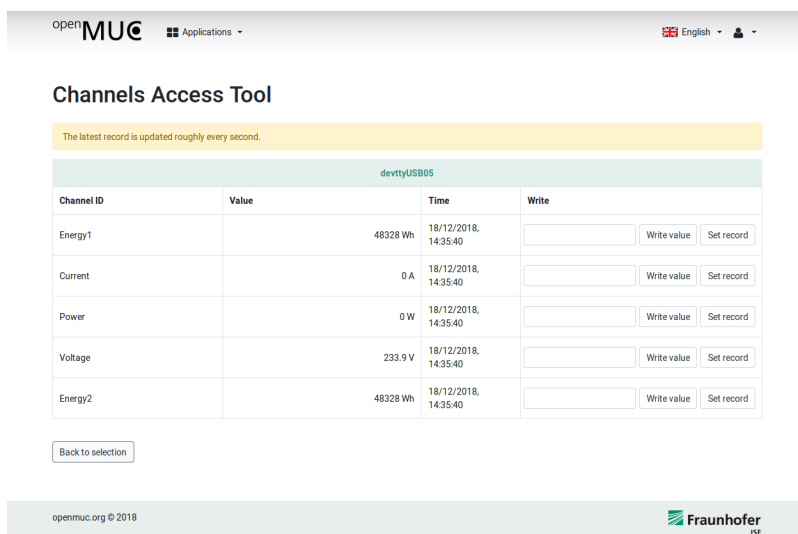 open MUC Applications English
Channels Access Tool
The latest record is updated roughly every second.
devttyUSB05
Channel ID Value Time Write
Energy1 48328 Wh 18/12/2018, 14:35:40 Write value Set record
Current 0 A 18/12/2018, 14:35:40 Write value Set record
Power 0 W 18/12/2018, 14:35:40 Write value Set record
Voltage 233.9 V 18/12/2018, 14:35:40 Write value Set record
Energy2 48328 Wh 18/12/2018, 14:35:40 Write value Set record
Back to selection
openmuc.org © 2018 Fraunhofer
ISE